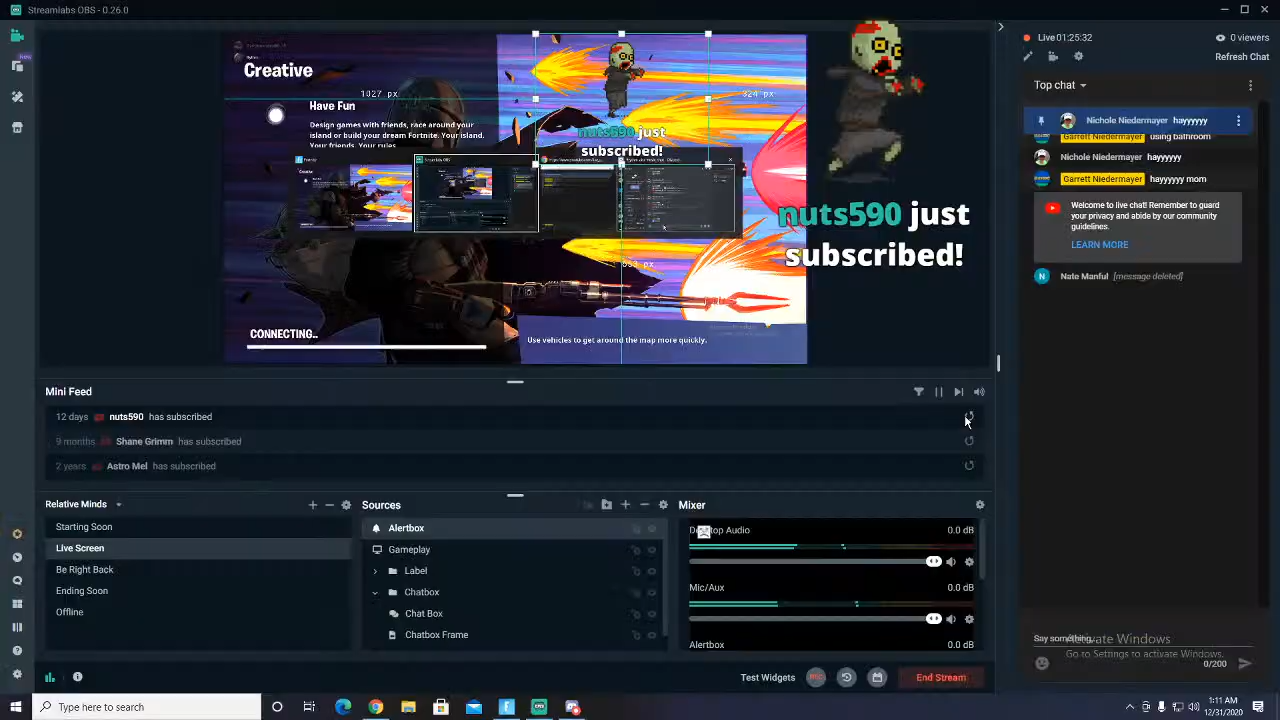 Streamlabs OBS - 0.26.0
Creative
Have Fun
Design games with friends, race around your
island or build your dream Fortnite. Your island.
your friends. Your rules
1027 px
324 px
nuts590 just
subscribed!
CONNECTING..
Use vehicles to get around the map more quickly.
nuts590 just
subscribed!
Live 01:25:32
0 viewers
Refresh Chat
Top chat
Nichole Niedermayer hayyyyyy
Garrett Niedermayer using bathroom
Nichole Niedermayer hayyyyy
Garrett Niedermayer hayyyyy mom
Welcome to live chat! Remember to guard
your privacy and abide by our community
guidelines.
LEARN MORE
N
Nate Manful [message deleted]
Mini Feed
12 days nuts590 has subscribed
9 months Shane Grimm has subscribed
2 years Astro Mel has subscribed
Relative Minds
Starting Soon
Live Screen
Be Right Back
Ending Soon
Offline
Sources
Alertbox
Gameplay
Label
Chatbox
Chat Box
Chatbox Frame
Mixer
Desktop Audio 0.0 dB
Mic/Aux 0.0 dB
Alertbox 0.0 dB
Say something...
Activate Windows
Go to Settings to activate Windows.
0/200
Test Widgets
REC
End Stream
Type here to search
1:11 AM
12/31/2020